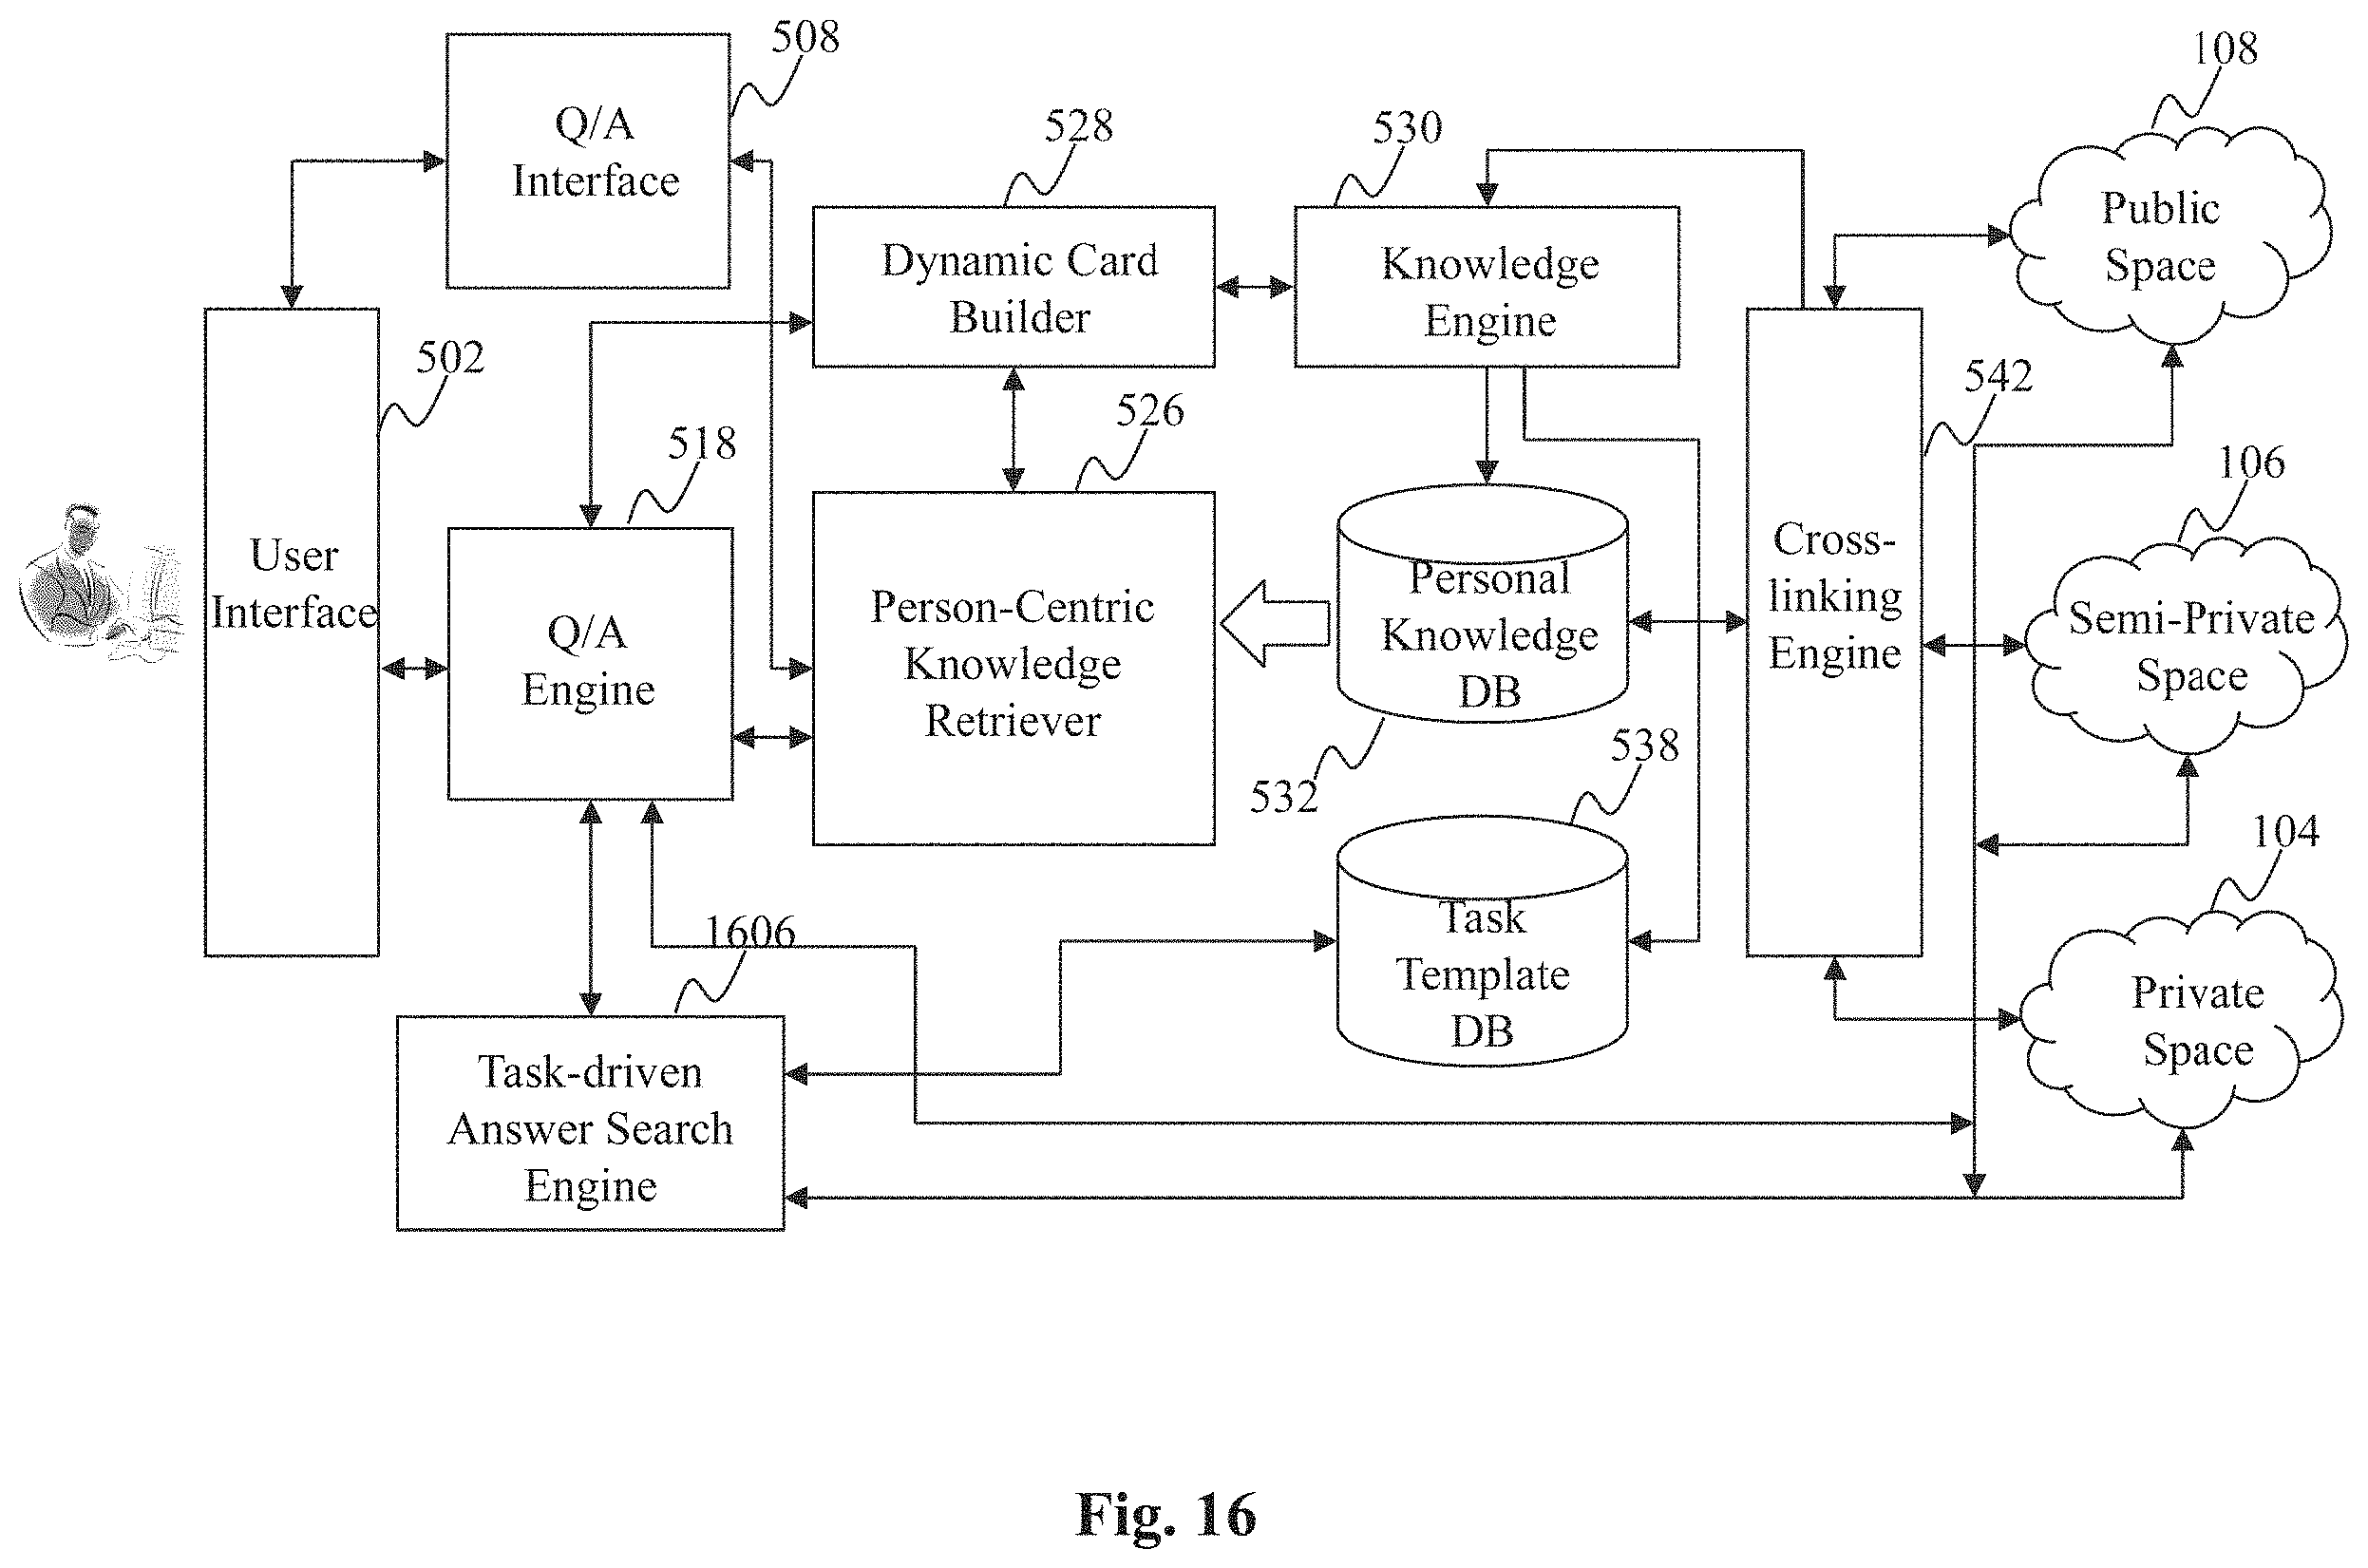 508
Q/A
Interface
528
Dynamic Card
Builder
530
Knowledge
Engine
108
Public
Space
502
User
Interface
518
Q/A
Engine
526
Person-Centric
Knowledge
Retriever
Personal
Knowledge
DB
532
542
Cross-
linking
Engine
106
Semi-Private
Space
538
Task
Template
DB
104
Private
Space
1606
Task-driven
Answer Search
Engine
Fig. 16